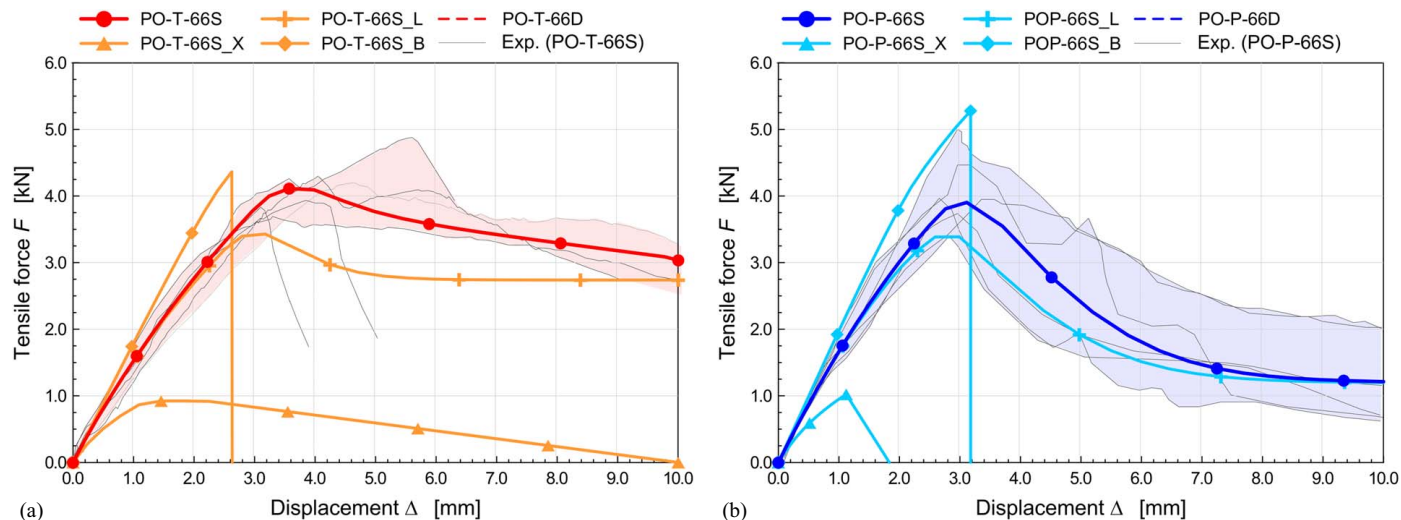 PO-T-66S PO-T-66S_L PO-T-66D
PO-T-66S_X PO-T-66S_B Exp. (PO-T-66S)
6.0
5.0
4.0
3.0
2.0
1.0
0.0
Tensile force F [kN]
0.0 1.0 2.0 3.0 4.0 5.0 6.0 7.0 8.0 9.0 10.0
Displacement Δ [mm]
(a)
PO-P-66S POP-66S_L PO-P-66D
PO-P-66S_X POP-66S_B Exp. (PO-P-66S)
6.0
5.0
4.0
3.0
2.0
1.0
0.0
Tensile force F [kN]
0.0 1.0 2.0 3.0 4.0 5.0 6.0 7.0 8.0 9.0 10.0
Displacement Δ [mm]
(b)